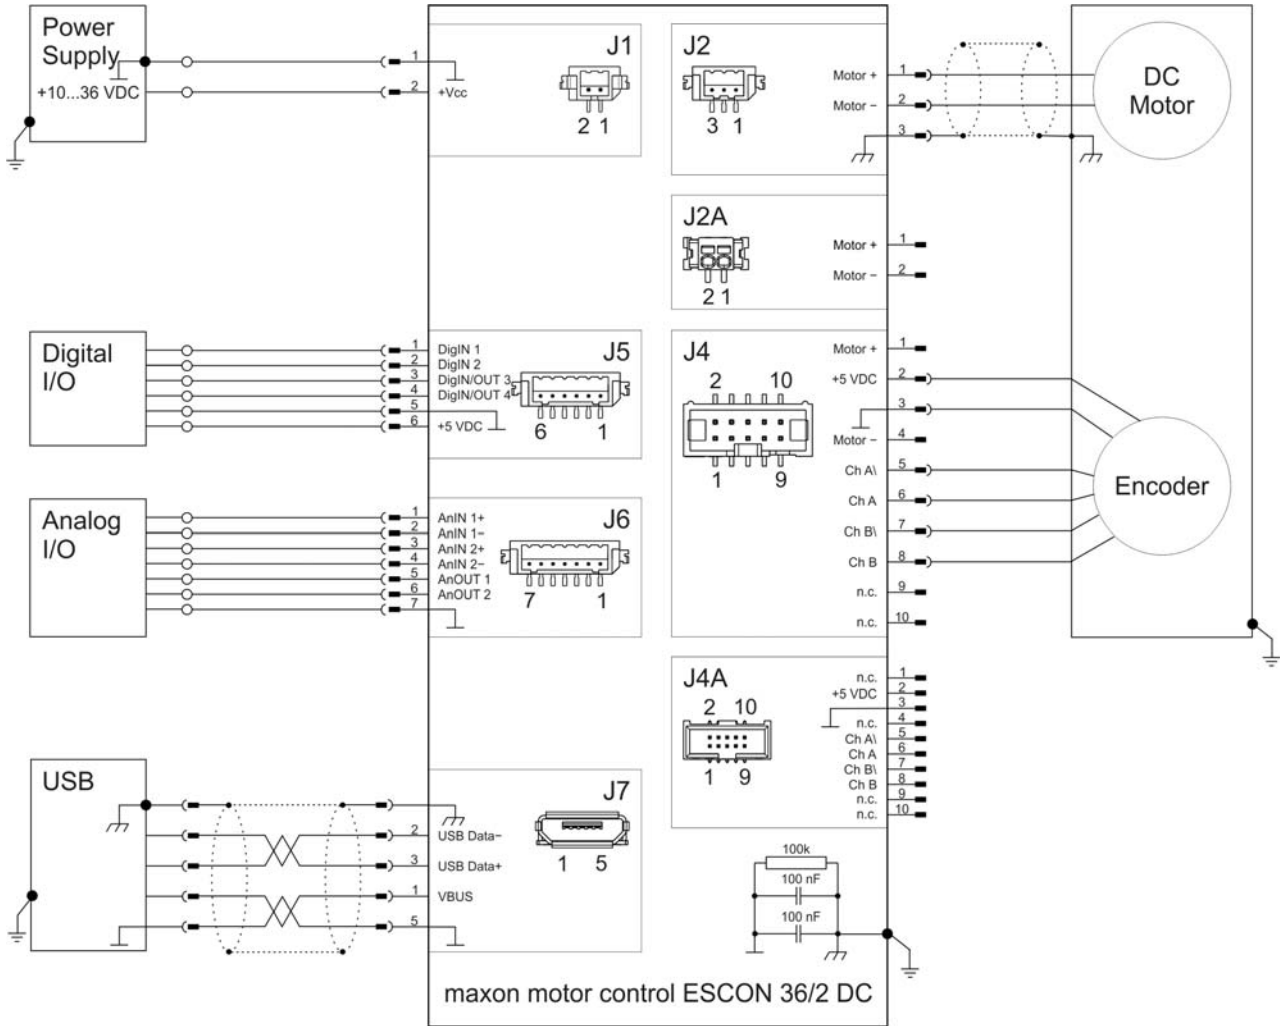 Power
Supply
+10...36 VDC
1
2
+Vcc
J1
2 1
J2
3 1
Motor +
1
Motor −
2
3
DC
Motor
J2A
2 1
Motor +
1
Motor −
2
Digital
I/O
1
DigIN 1
2
DigIN 2
3
DigIN/OUT 3
4
DigIN/OUT 4
5
6
+5 VDC
J5
6 1
J4
2 10
1 9
Motor +
1
+5 VDC
2
3
Motor −
4
Ch A\
5
Ch A
6
Ch B\
7
Ch B
8
n.c.
9
n.c.
10
Encoder
Analog
I/O
1
AnIN 1+
2
AnIN 1−
3
AnIN 2+
4
AnIN 2−
5
AnOUT 1
6
AnOUT 2
7
J6
7 1
J4A
2 10
1 9
n.c.
1
+5 VDC
2
3
n.c.
4
Ch A\
5
Ch A
6
Ch B\
7
Ch B
8
n.c.
9
n.c.
10
USB
2
USB Data−
3
USB Data+
1
VBUS
5
J7
1 5
100k
100 nF
100 nF
maxon motor control ESCON 36/2 DC